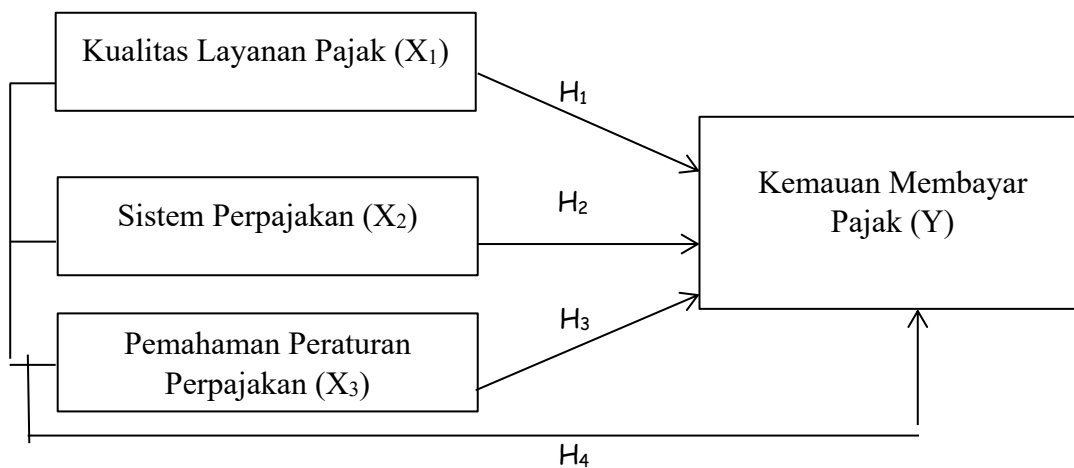 Kualitas Layanan Pajak (X₁)
H₁
Kemauan Membayar
Pajak (Y)
Sistem Perpajakan (X₂)
H₂
Pemahaman Peraturan
Perpajakan (X₃)
H₃
H₄